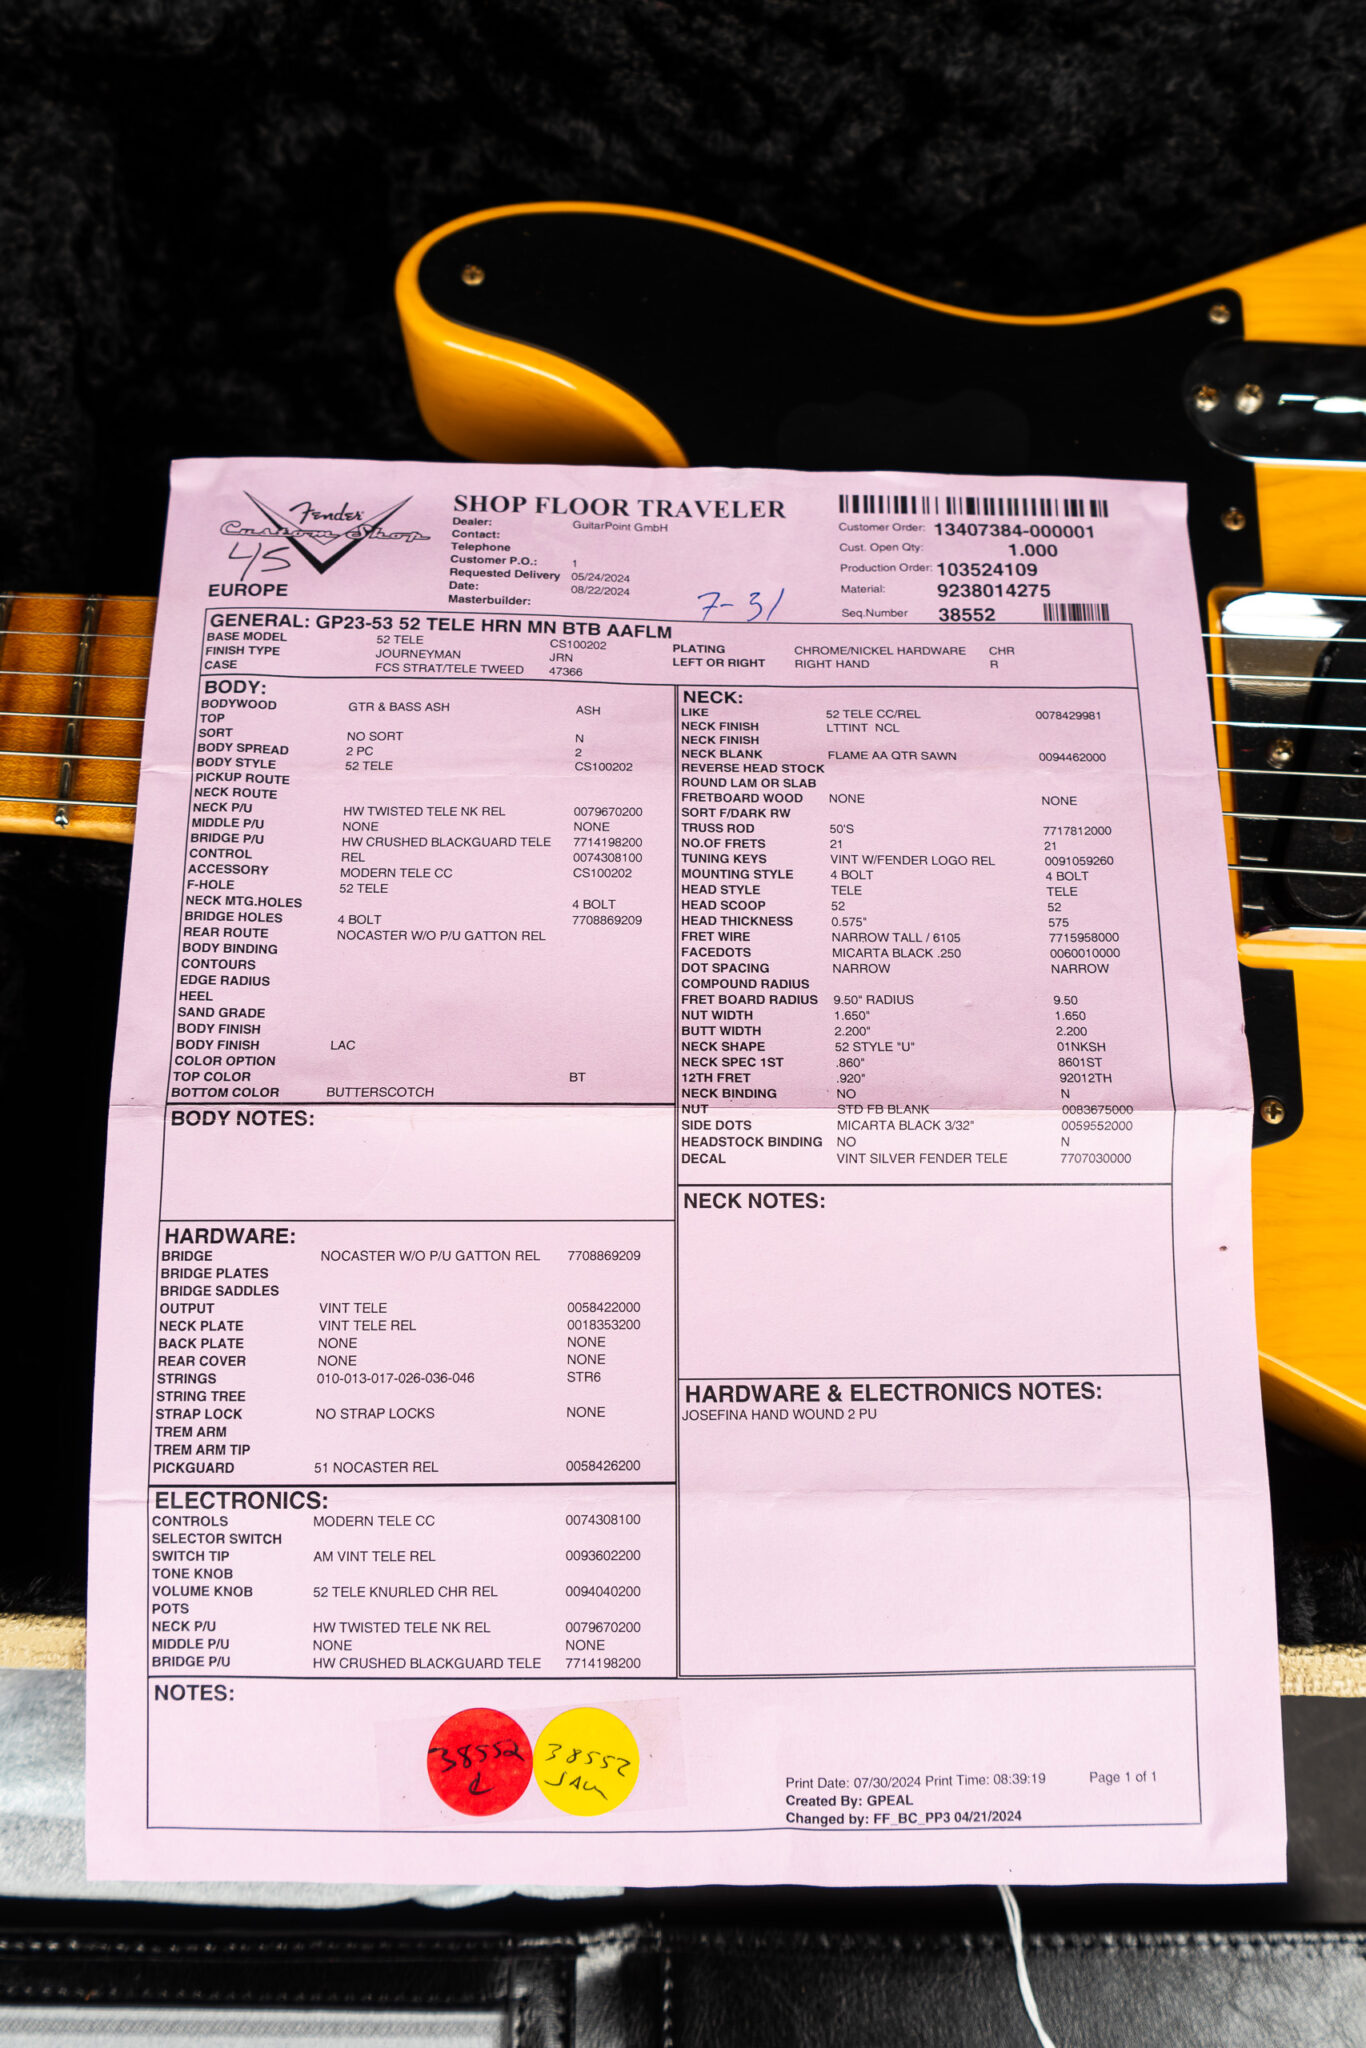 Fender
Custom Shop
4/5
EUROPE
SHOP FLOOR TRAVELER
Dealer: GuitarPoint GmbH
Contact:
Telephone
Customer P.O.: 1
Requested Delivery 05/24/2024
Date: 08/22/2024
Masterbuilder:
7-31
Customer Order: 13407384-000001
Cust. Open Qty: 1.000
Production Order: 103524109
Material: 9238014275
Seq.Number 38552
GENERAL: GP23-53 52 TELE HRN MN BTB AAFLM
BASE MODEL 52 TELE CS100202
FINISH TYPE JOURNEYMAN JRN
CASE FCS STRAT/TELE TWEED 47366
PLATING CHROME/NICKEL HARDWARE CHR
LEFT OR RIGHT RIGHT HAND R
BODY:
BODYWOOD GTR & BASS ASH ASH
TOP
SORT NO SORT N
BODY SPREAD 2 PC 2
BODY STYLE 52 TELE CS100202
PICKUP ROUTE
NECK ROUTE
NECK P/U HW TWISTED TELE NK REL 0079670200
MIDDLE P/U NONE NONE
BRIDGE P/U HW CRUSHED BLACKGUARD TELE 7714198200
CONTROL REL 0074308100
ACCESSORY MODERN TELE CC CS100202
F-HOLE 52 TELE
NECK MTG.HOLES 4 BOLT
BRIDGE HOLES 4 BOLT 7708869209
REAR ROUTE NOCASTER W/O P/U GATTON REL
BODY BINDING
CONTOURS
EDGE RADIUS
HEEL
SAND GRADE
BODY FINISH
BODY FINISH LAC
COLOR OPTION
TOP COLOR BT
BOTTOM COLOR BUTTERSCOTCH
BODY NOTES:
HARDWARE:
BRIDGE NOCASTER W/O P/U GATTON REL 7708869209
BRIDGE PLATES
BRIDGE SADDLES
OUTPUT VINT TELE 0058422000
NECK PLATE VINT TELE REL 0018353200
BACK PLATE NONE NONE
REAR COVER NONE NONE
STRINGS 010-013-017-026-036-046 STR6
STRING TREE
STRAP LOCK NO STRAP LOCKS NONE
TREM ARM
TREM ARM TIP
PICKGUARD 51 NOCASTER REL 0058426200
ELECTRONICS:
CONTROLS MODERN TELE CC 0074308100
SELECTOR SWITCH
SWITCH TIP AM VINT TELE REL 0093602200
TONE KNOB
VOLUME KNOB 52 TELE KNURLED CHR REL 0094040200
POTS
NECK P/U HW TWISTED TELE NK REL 0079670200
MIDDLE P/U NONE NONE
BRIDGE P/U HW CRUSHED BLACKGUARD TELE 7714198200
NECK:
LIKE 52 TELE CC/REL 0078429981
NECK FINISH LTTINT NCL
NECK FINISH
NECK BLANK FLAME AA QTR SAWN 0094462000
REVERSE HEAD STOCK
ROUND LAM OR SLAB
FRETBOARD WOOD NONE NONE
SORT F/DARK RW
TRUSS ROD 50'S 7717812000
NO.OF FRETS 21 21
TUNING KEYS VINT W/FENDER LOGO REL 0091059260
MOUNTING STYLE 4 BOLT 4 BOLT
HEAD STYLE TELE TELE
HEAD SCOOP 52 52
HEAD THICKNESS 0.575" 575
FRET WIRE NARROW TALL / 6105 7715958000
FACEDOTS MICARTA BLACK .250 0060010000
DOT SPACING NARROW NARROW
COMPOUND RADIUS
FRET BOARD RADIUS 9.50" RADIUS 9.50
NUT WIDTH 1.650" 1.650
BUTT WIDTH 2.200" 2.200
NECK SHAPE 52 STYLE "U" 01NKSH
NECK SPEC 1ST .860" 8601ST
12TH FRET .920" 92012TH
NECK BINDING NO N
NUT STD FB BLANK 0083675000
SIDE DOTS MICARTA BLACK 3/32" 0059552000
HEADSTOCK BINDING NO N
DECAL VINT SILVER FENDER TELE 7707030000
NECK NOTES:
HARDWARE & ELECTRONICS NOTES:
JOSEFINA HAND WOUND 2 PU
NOTES:
38552
38552
Print Date: 07/30/2024 Print Time: 08:39:19 Page 1 of 1
Created By: GPEAL
Changed by: FF_BC_PP3 04/21/2024